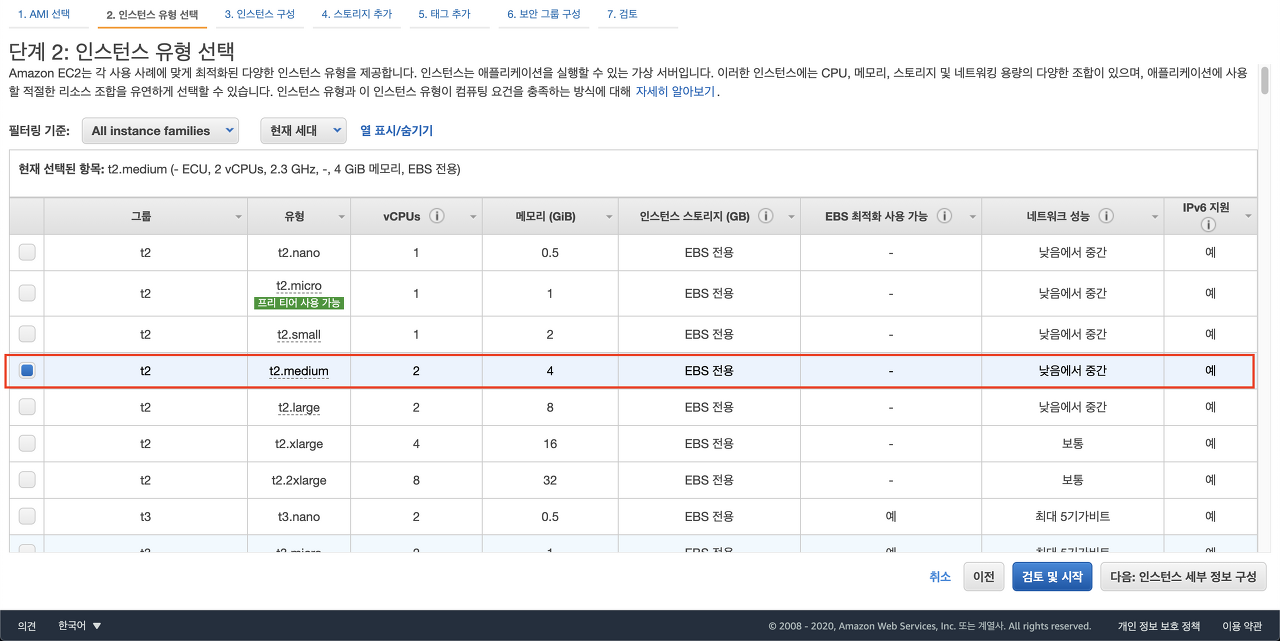 1. AMI 선택 2. 인스턴스 유형 선택 3. 인스턴스 구성 4. 스토리지 추가 5. 태그 추가 6. 보안 그룹 구성 7. 검토
단계 2: 인스턴스 유형 선택
Amazon EC2는 각 사용 사례에 맞게 최적화된 다양한 인스턴스 유형을 제공합니다. 인스턴스는 애플리케이션을 실행할 수 있는 가상 서버입니다. 이러한 인스턴스에는 CPU, 메모리, 스토리지 및 네트워킹 용량의 다양한 조합이 있으며, 애플리케이션에 사용
할 적절한 리소스 조합을 유연하게 선택할 수 있습니다. 인스턴스 유형과 이 인스턴스 유형이 컴퓨팅 요건을 충족하는 방식에 대해 자세히 알아보기.
필터링 기준: All instance families 현재 세대 열 표시/숨기기
현재 선택된 항목: t2.medium (- ECU, 2 vCPUs, 2.3 GHz, -, 4 GiB 메모리, EBS 전용)
그룹 유형 vCPUs 메모리 (GiB) 인스턴스 스토리지 (GB) EBS 최적화 사용 가능 네트워크 성능 IPv6 지원
t2 t2.nano 1 0.5 EBS 전용 - 낮음에서 중간 예
t2 t2.micro 1 1 EBS 전용 - 낮음에서 중간 예
프리 티어 사용 가능
t2 t2.small 1 2 EBS 전용 - 낮음에서 중간 예
t2 t2.medium 2 4 EBS 전용 - 낮음에서 중간 예
t2 t2.large 2 8 EBS 전용 - 낮음에서 중간 예
t2 t2.xlarge 4 16 EBS 전용 - 보통 예
t2 t2.2xlarge 8 32 EBS 전용 - 보통 예
t3 t3.nano 2 0.5 EBS 전용 예 최대 5기가비트 예
취소 이전 검토 및 시작 다음: 인스턴스 세부 정보 구성
의견 한국어 © 2008 - 2020, Amazon Web Services, Inc. 또는 계열사. All rights reserved. 개인 정보 보호 정책 이용 약관